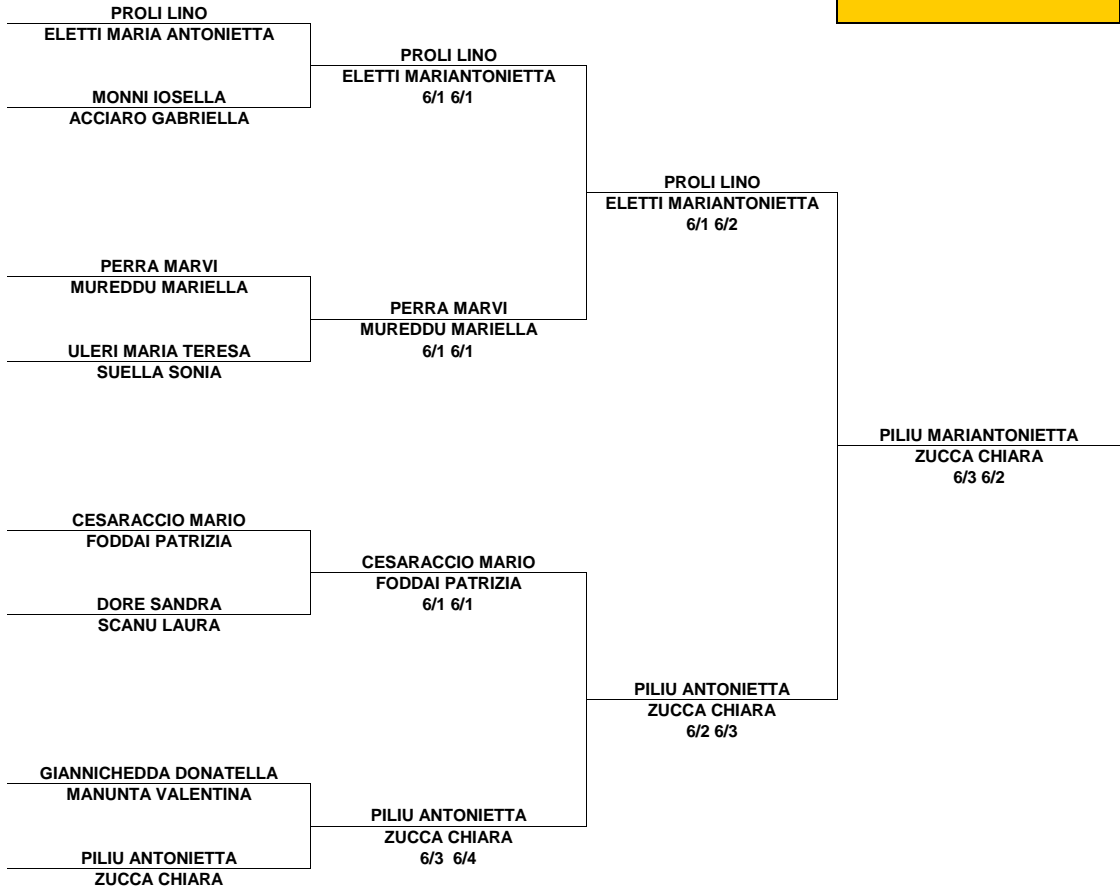 PROLI LINO
ELETTI MARIA ANTONIETTA
MONNI IOSELLA
ACCIARO GABRIELLA
PERRA MARVI
MUREDDU MARIELLA
ULERI MARIA TERESA
SUELLA SONIA
CESARACCIO MARIO
FODDAI PATRIZIA
DORE SANDRA
SCANU LAURA
GIANNICHEDDA DONATELLA
MANUNTA VALENTINA
PILIU ANTONIETTA
ZUCCA CHIARA
PROLI LINO
ELETTI MARIANTONIETTA
6/1 6/1
PERRA MARVI
MUREDDU MARIELLA
6/1 6/1
CESARACCIO MARIO
FODDAI PATRIZIA
6/1 6/1
PILIU ANTONIETTA
ZUCCA CHIARA
6/3  6/4
PROLI LINO
ELETTI MARIANTONIETTA
6/1 6/2
PILIU ANTONIETTA
ZUCCA CHIARA
6/2 6/3
PILIU MARIANTONIETTA
ZUCCA CHIARA
6/3 6/2